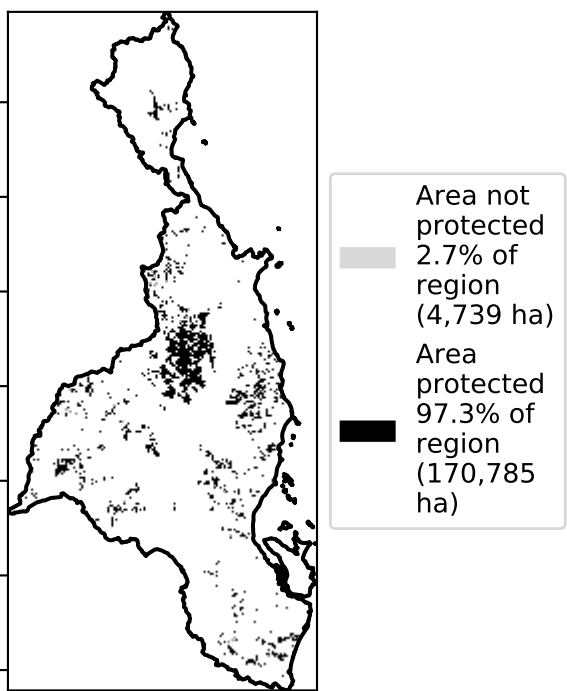 Area not
protected
2.7% of
region
(4,739 ha)
Area
protected
97.3% of
region
(170,785
ha)